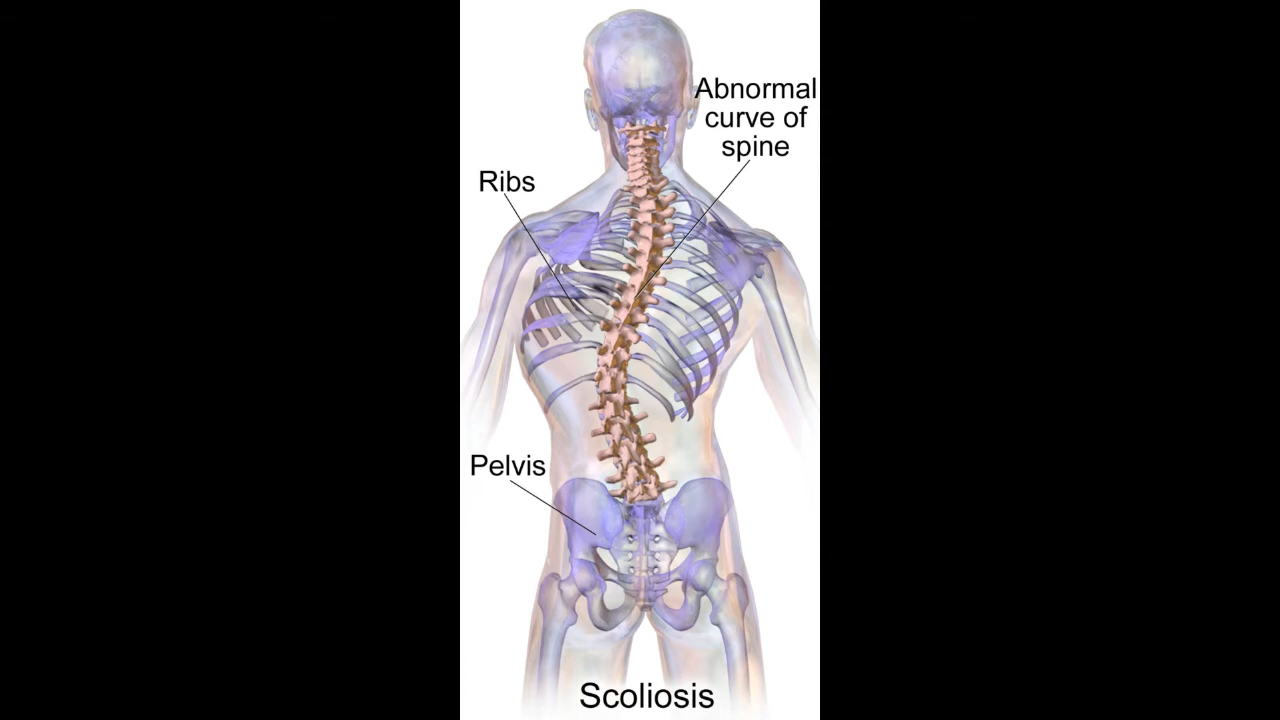 Abnormal
curve of
spine
Ribs
Pelvis
Scoliosis